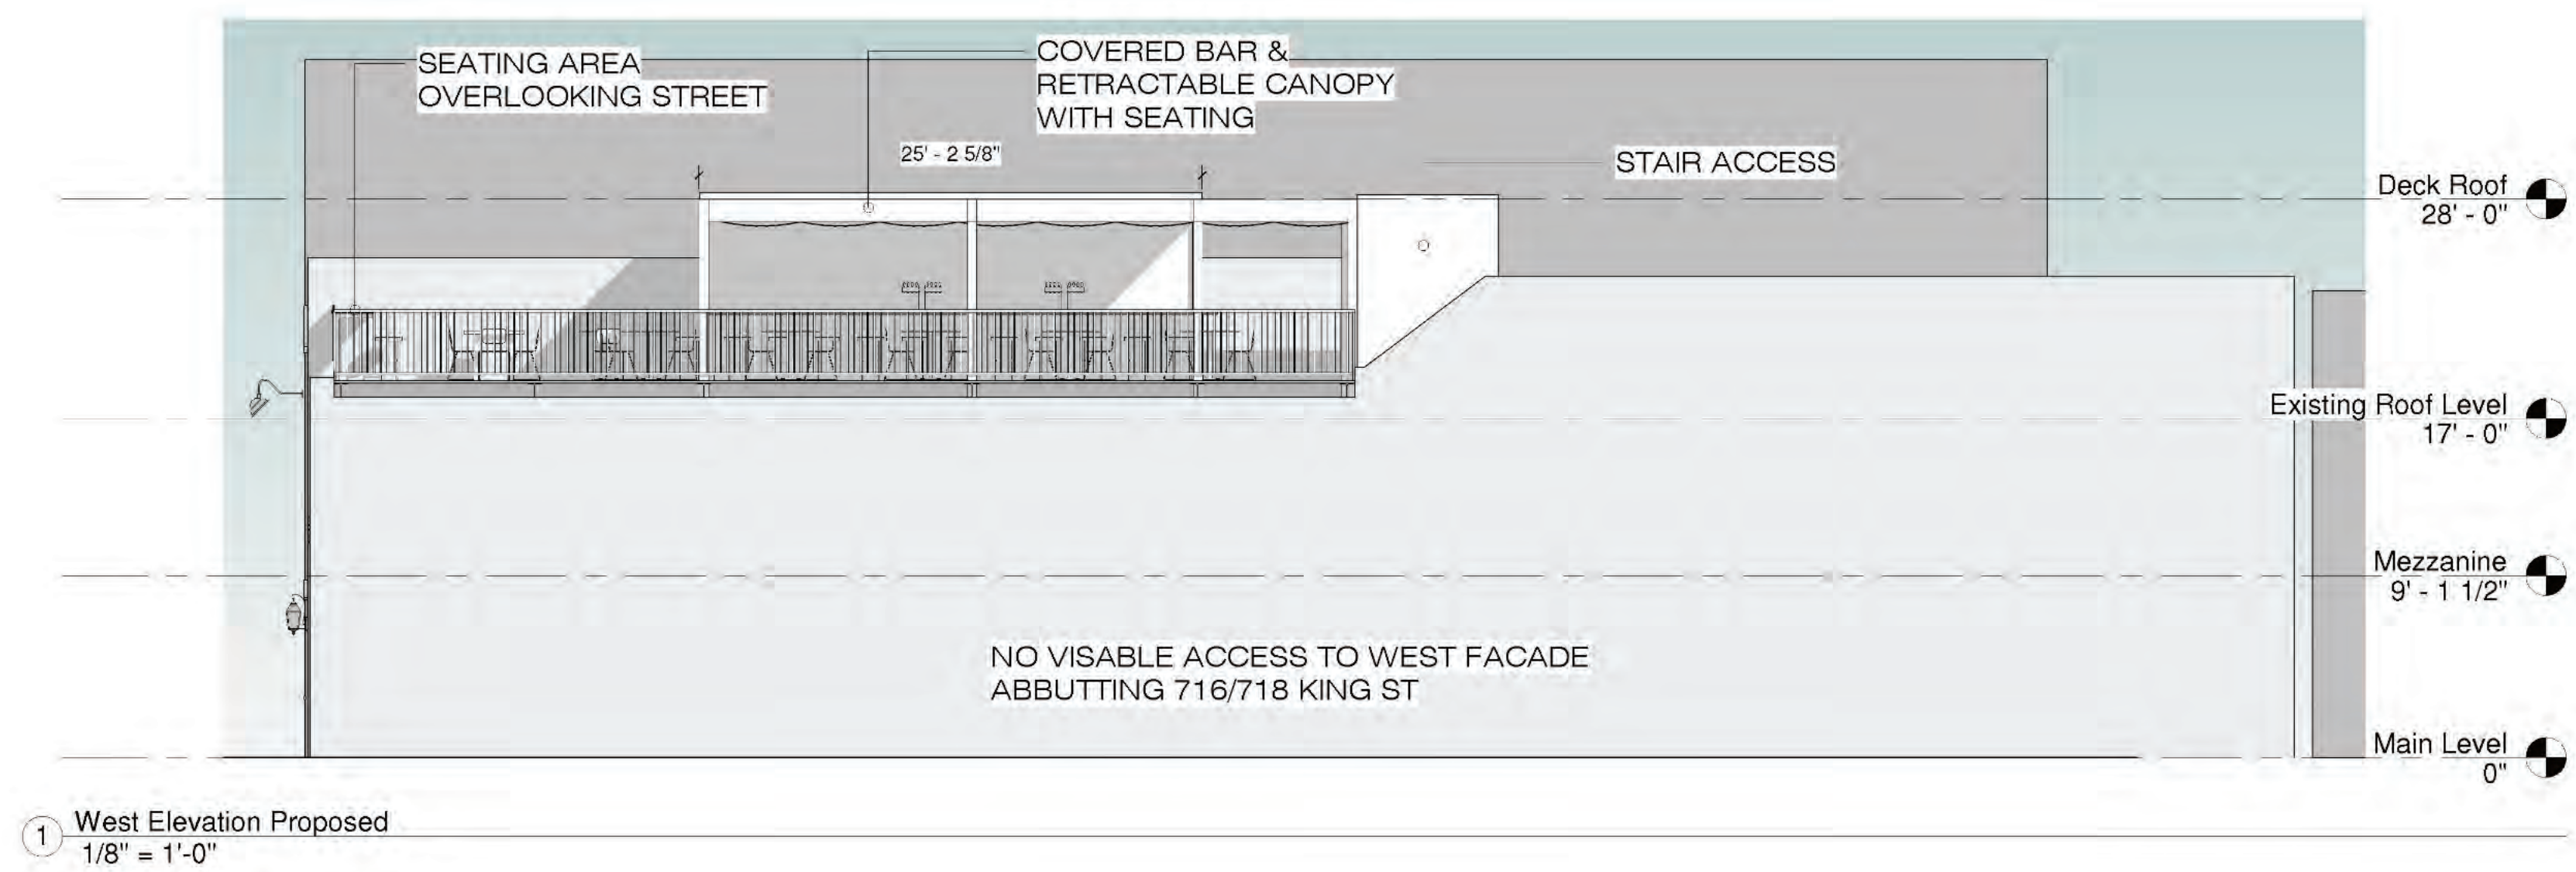 SEATING AREA
OVERLOOKING STREET
COVERED BAR &
RETRACTABLE CANOPY
WITH SEATING
25' - 2 5/8"
STAIR ACCESS
Deck Roof
28' - 0"
Existing Roof Level
17' - 0"
Mezzanine
9' - 1 1/2"
NO VISABLE ACCESS TO WEST FACADE
ABBUTTING 716/718 KING ST
Main Level
0"
1
West Elevation Proposed
1/8" = 1'-0"